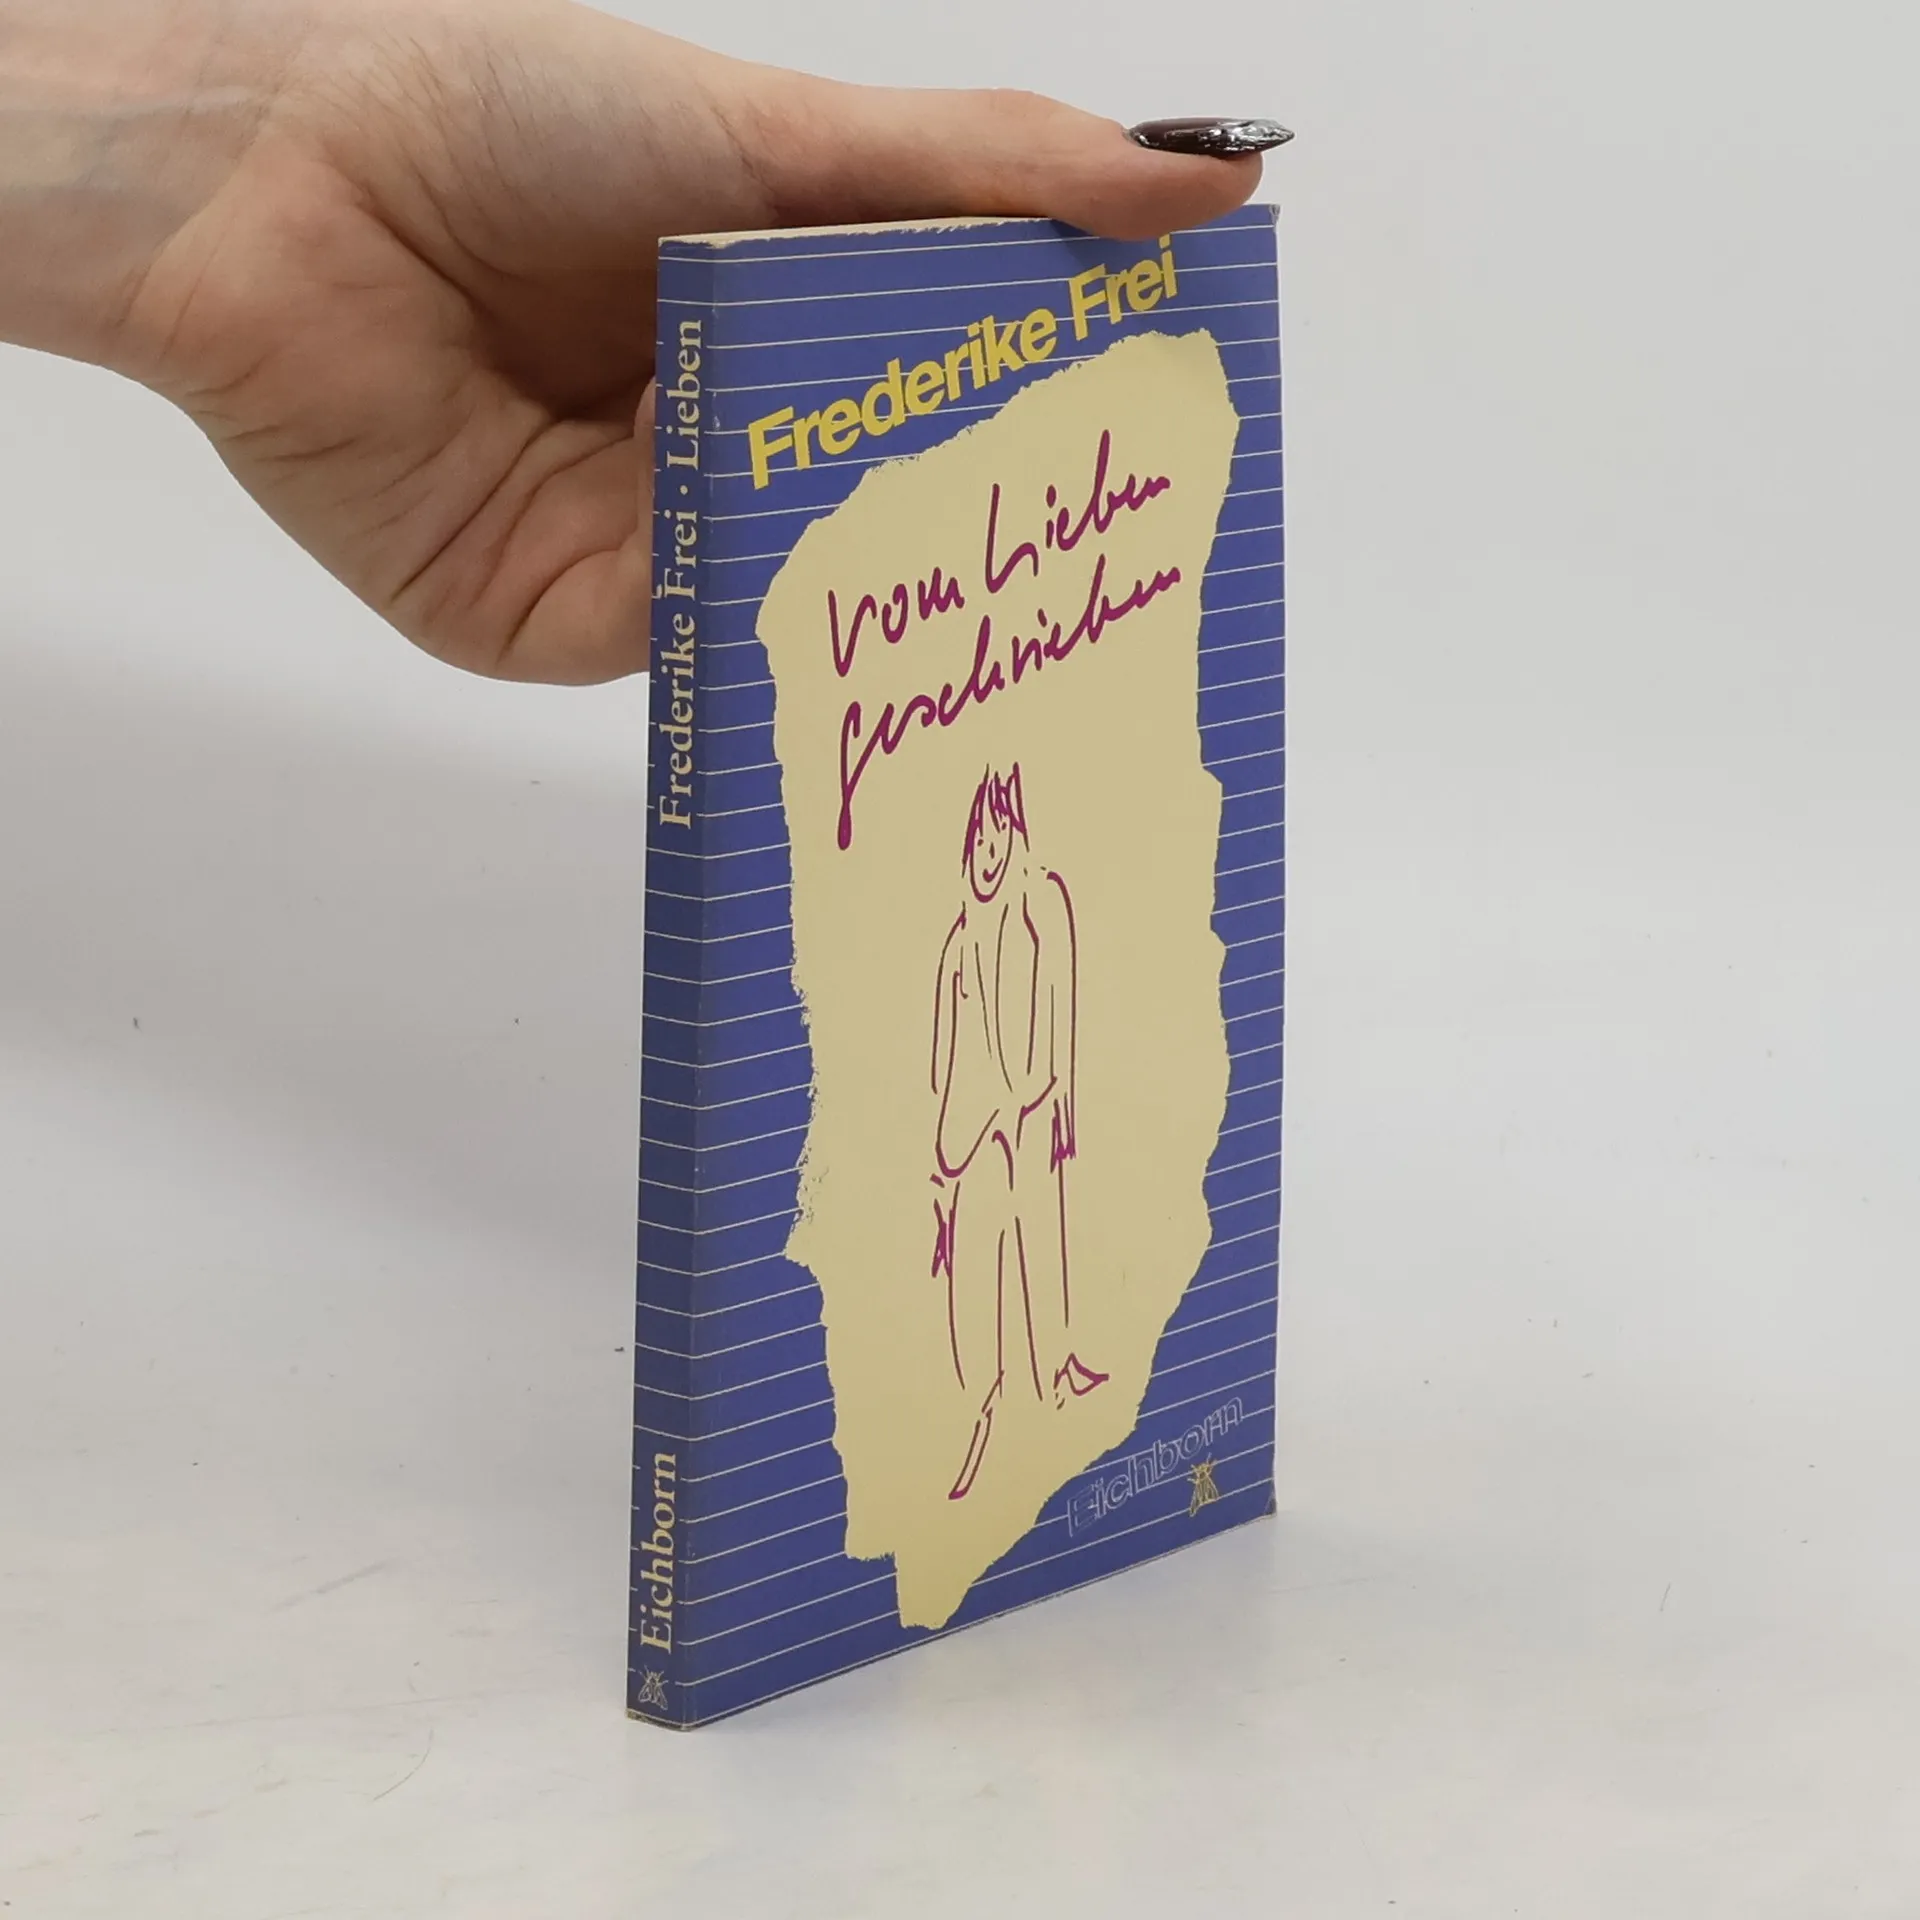 Frederike Frei
vom Lieben
geschrieben
Eichborn
Frederike Frei · Lieben
Eichborn